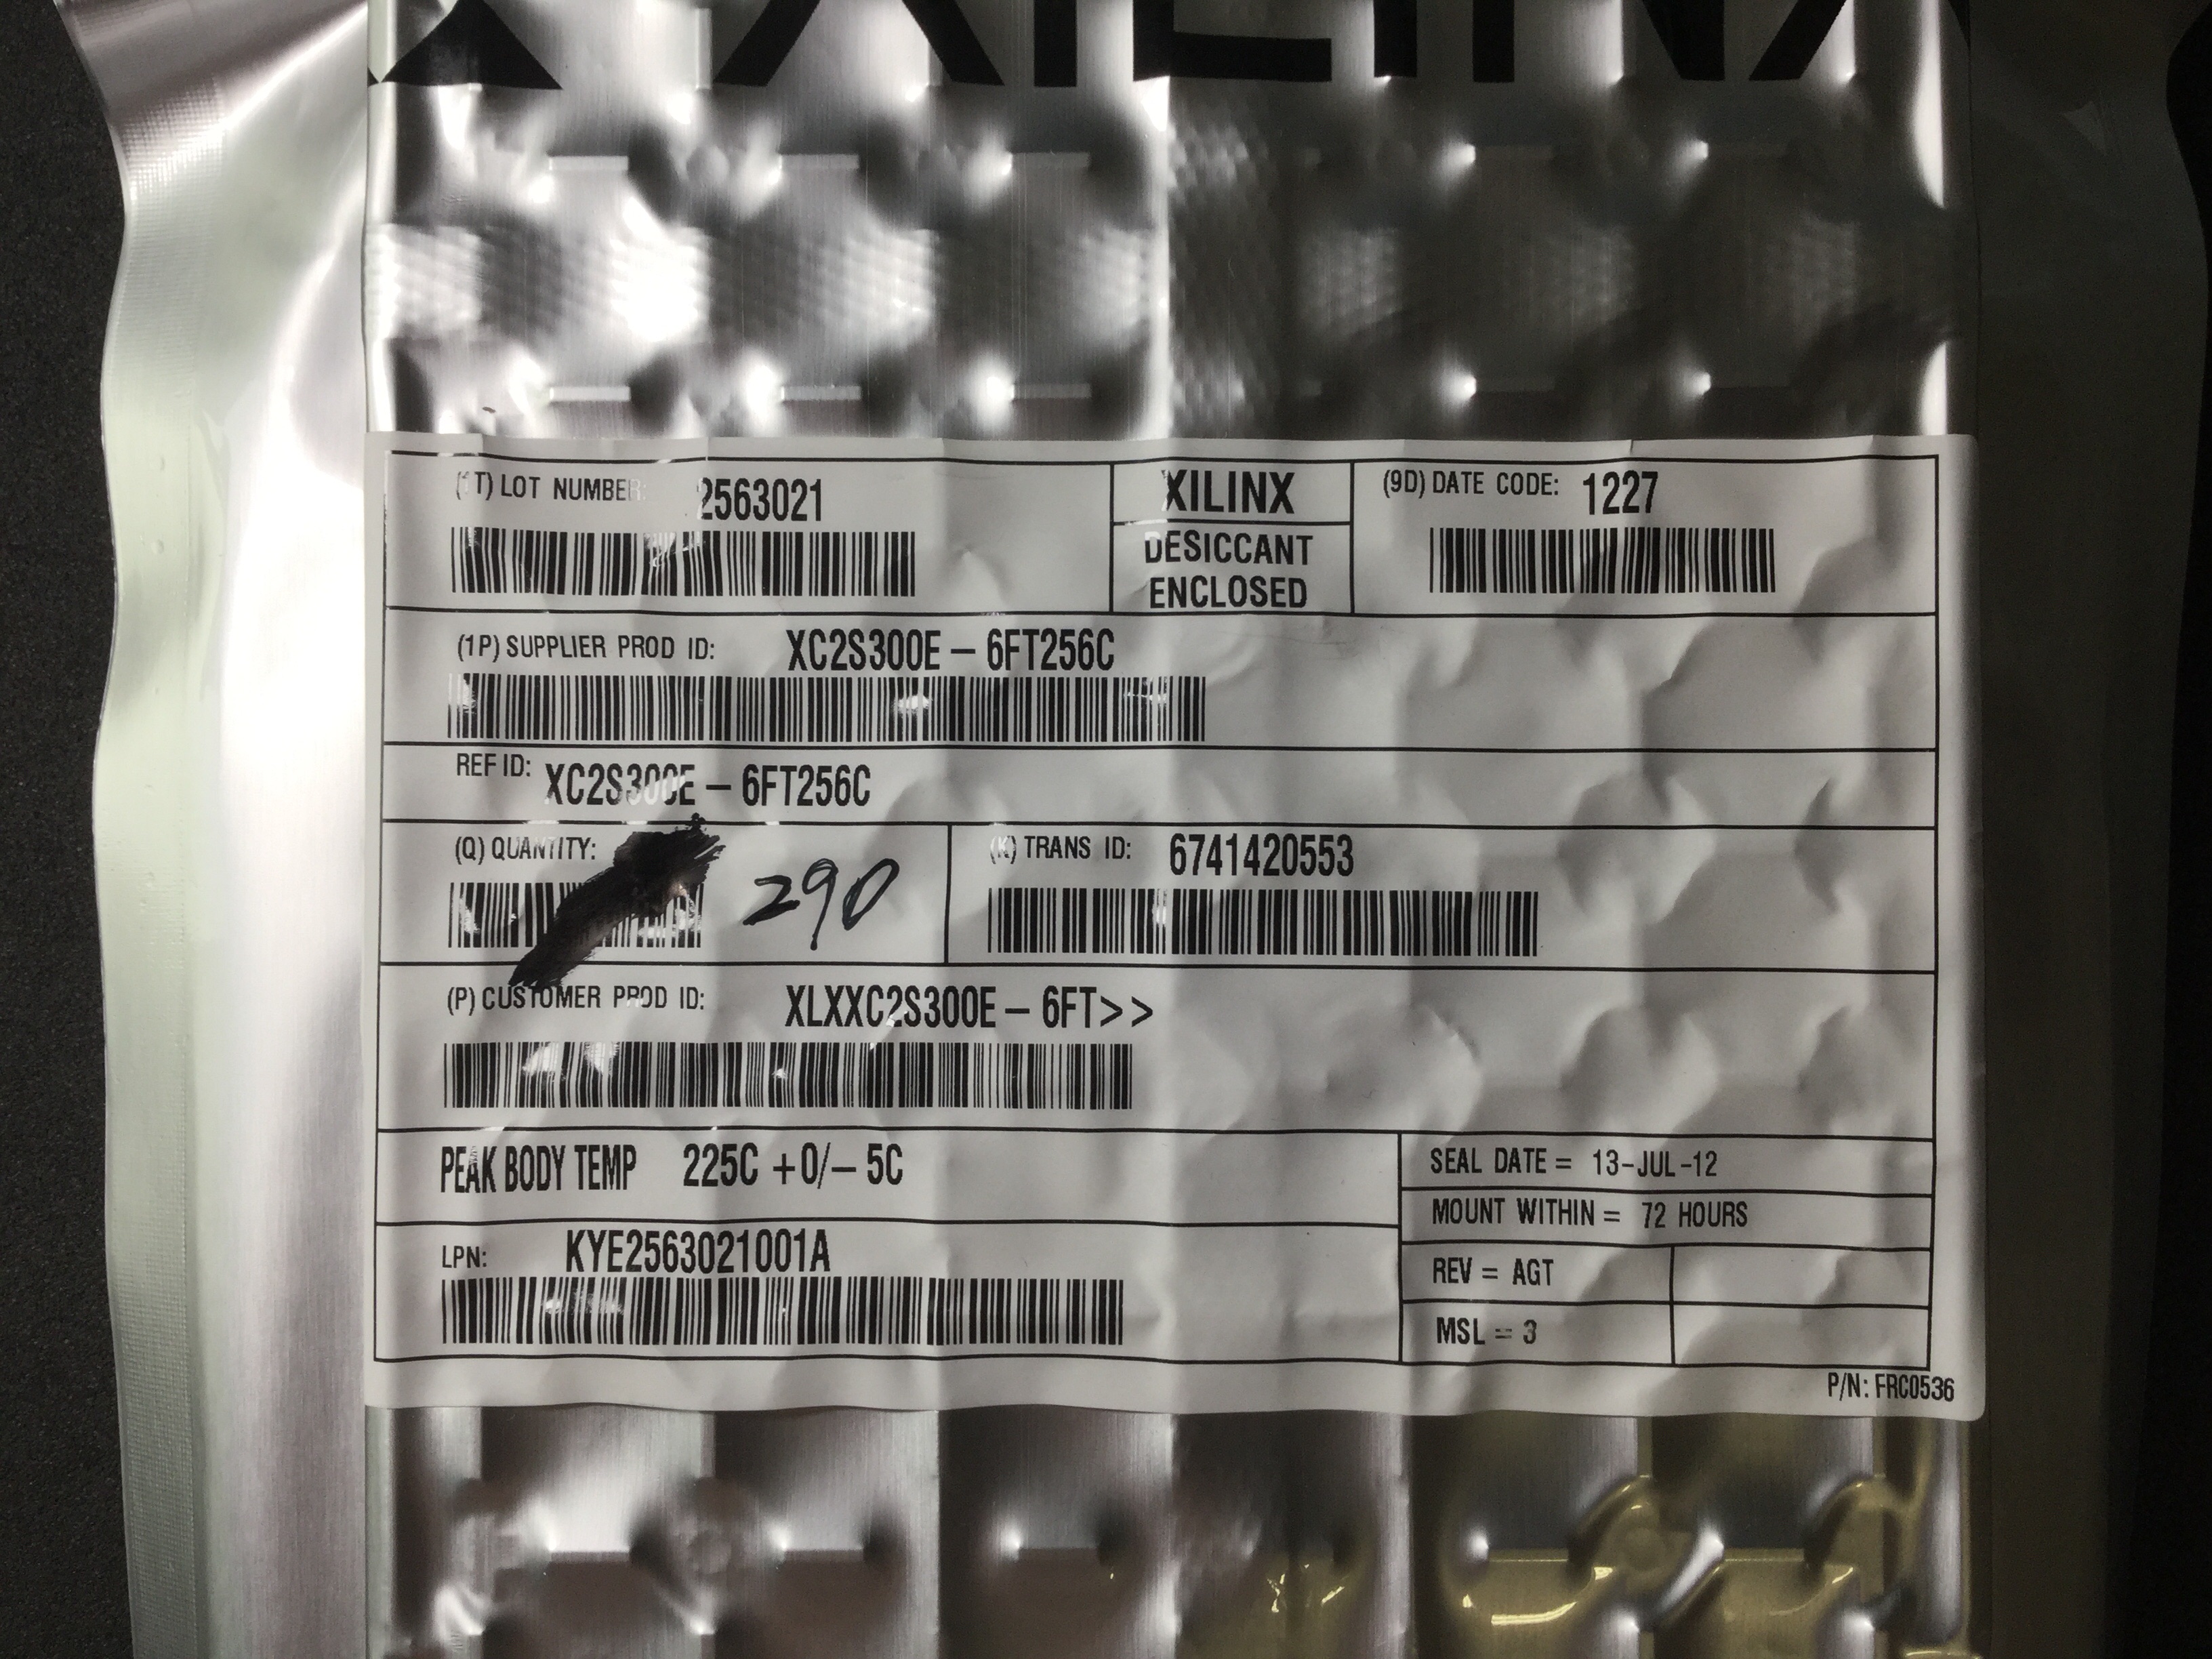 XILINX
(1T) LOT NUMBER: 2563021
XILINX
DESICCANT
ENCLOSED
(9D) DATE CODE: 1227
(1P) SUPPLIER PROD ID: XC2S300E – 6FT256C
REF ID: XC2S300E – 6FT256C
(Q) QUANTITY: 290
(K) TRANS ID: 6741420553
(P) CUSTOMER PROD ID: XLXXC2S300E – 6FT>>
PEAK BODY TEMP 225C +0/– 5C
LPN: KYE2563021001A
SEAL DATE = 13-JUL-12
MOUNT WITHIN = 72 HOURS
REV = AGT
MSL = 3
P/N: FRC0536